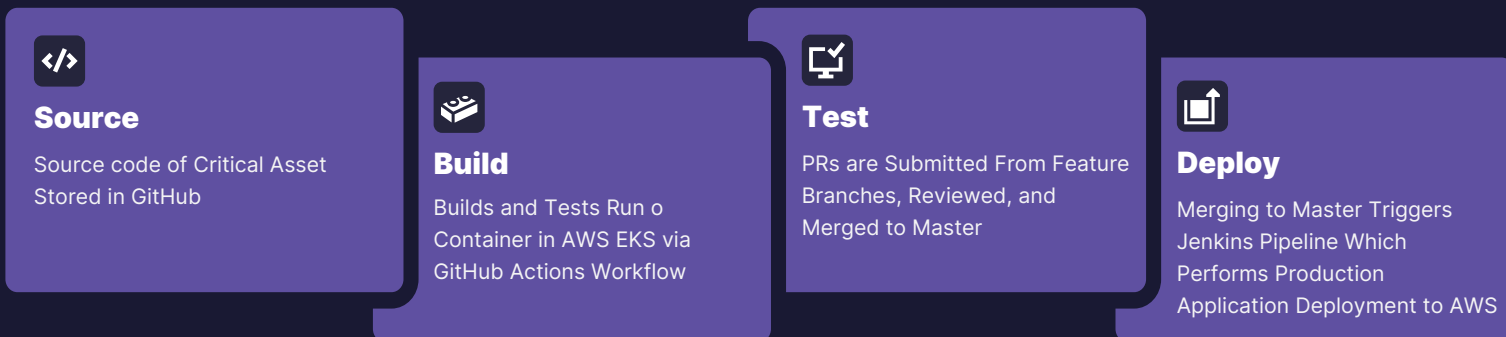 Source
Source code of Critical Asset
Stored in GitHub
Build
Builds and Tests Run o
Container in AWS EKS via
GitHub Actions Workflow
Test
PRs are Submitted From Feature
Branches, Reviewed, and
Merged to Master
Deploy
Merging to Master Triggers
Jenkins Pipeline Which
Performs Production
Application Deployment to AWS